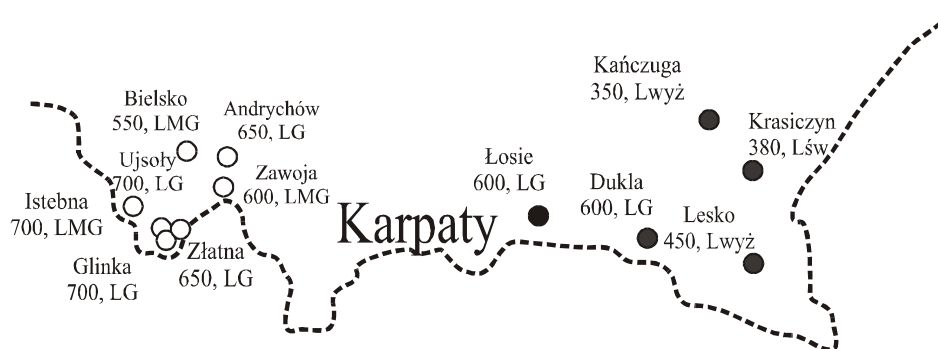 Kańczuga
350, Lwyż
Bielsko
550, LMG
Andrychów
650, LG
Krasiczyn
380, Lśw
Ujsoły
700, LG
Zawoja
600, LMG
Łosie
600, LG
Dukla
600, LG
Istebna
700, LMG
Karpaty
Lesko
450, Lwyż
Glinka
700, LG
Złatna
650, LG